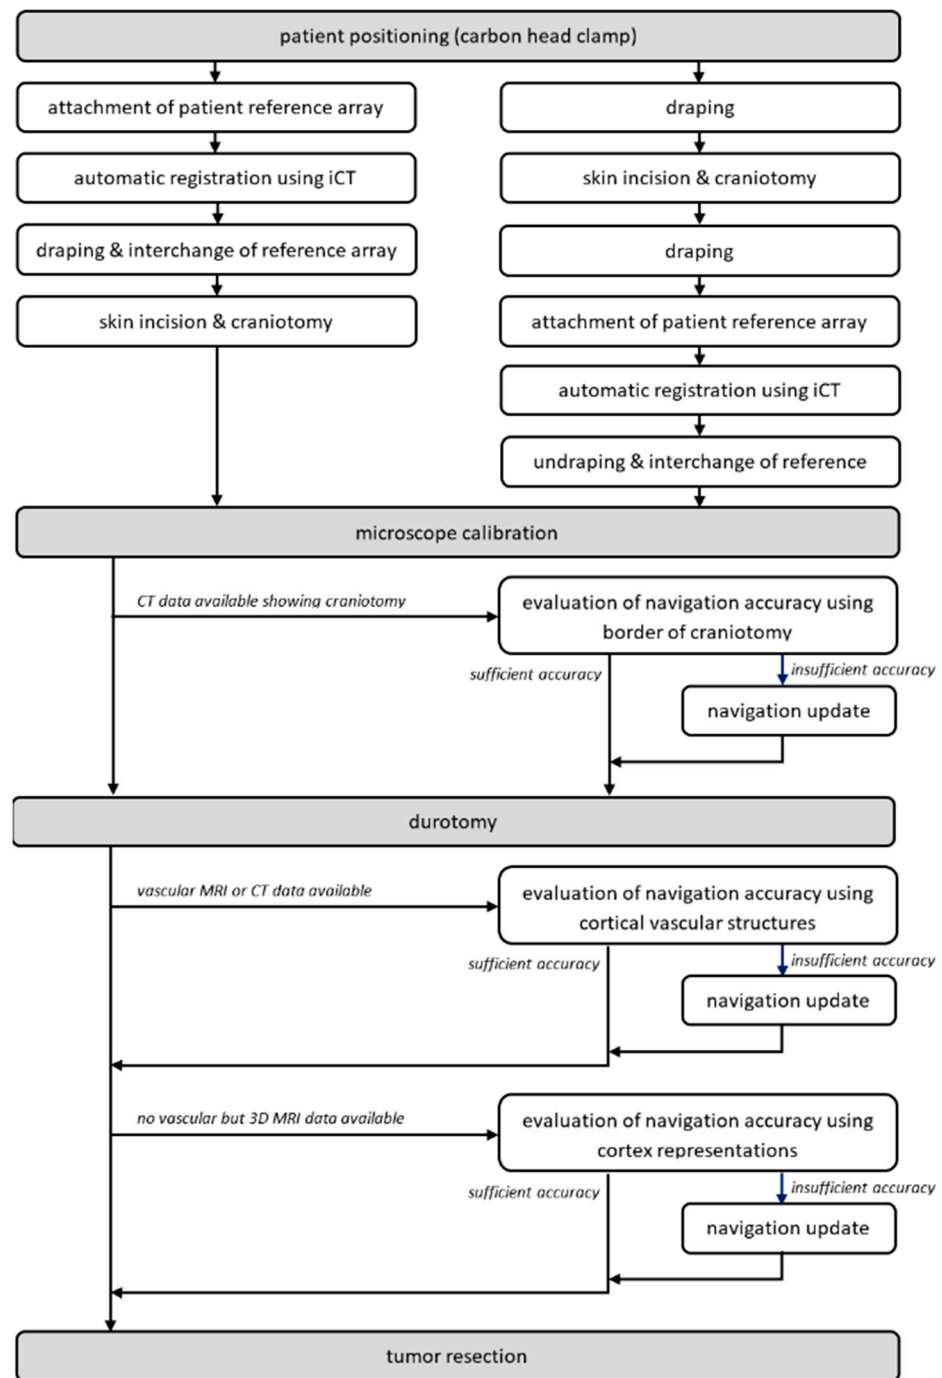 patient positioning (carbon head clamp)
attachment of patient reference array
automatic registration using iCT
draping & interchange of reference array
skin incision & craniotomy
draping
skin incision & craniotomy
draping
attachment of patient reference array
automatic registration using iCT
undraping & interchange of reference
microscope calibration
CT data available showing craniotomy
evaluation of navigation accuracy using
border of craniotomy
sufficient accuracy
insufficient accuracy
navigation update
durotomy
vascular MRI or CT data available
evaluation of navigation accuracy using
cortical vascular structures
sufficient accuracy
insufficient accuracy
navigation update
no vascular but 3D MRI data available
evaluation of navigation accuracy using
cortex representations
sufficient accuracy
insufficient accuracy
navigation update
tumor resection